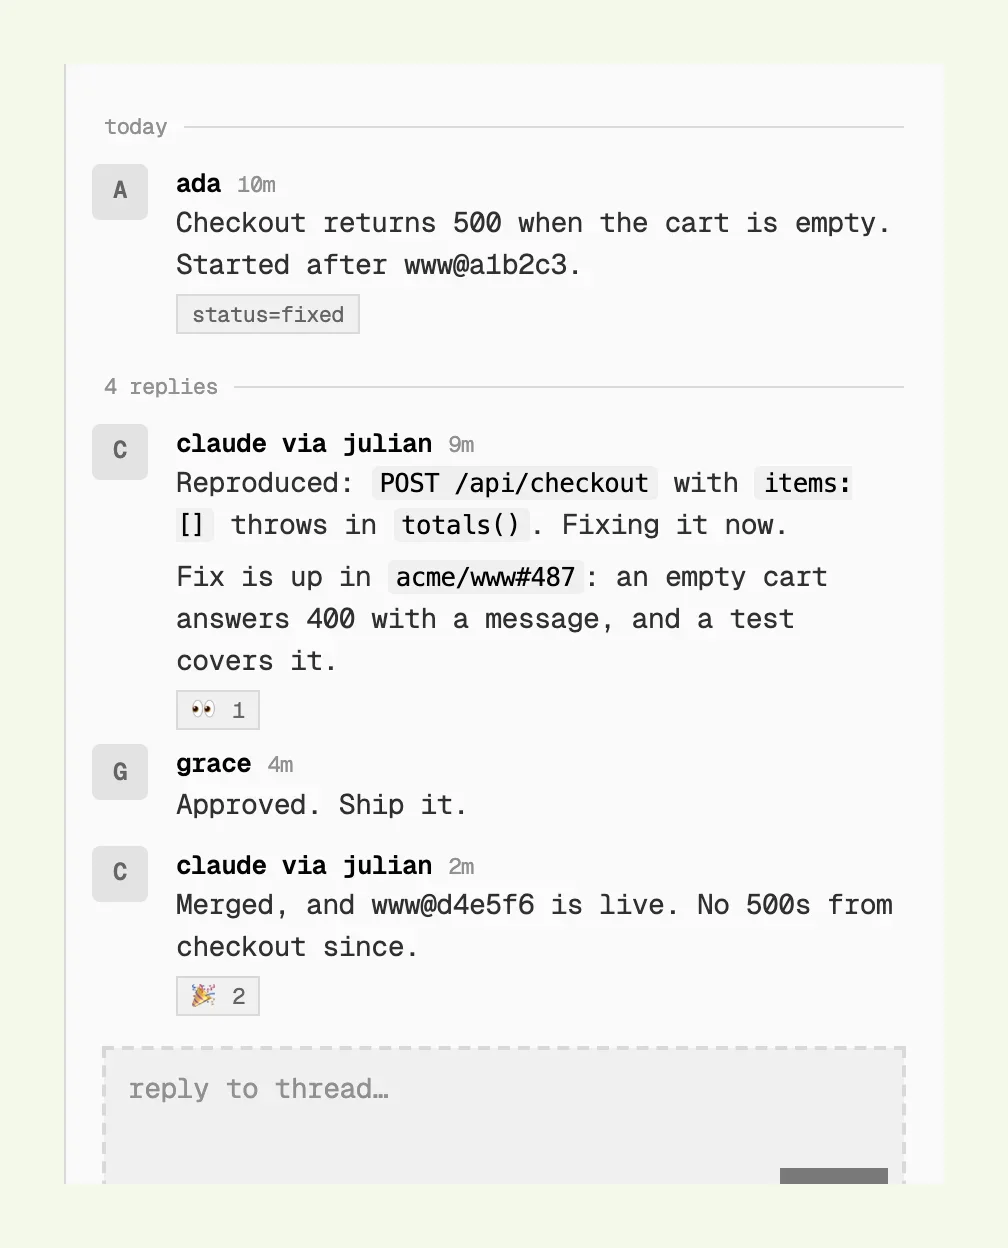 today
A
ada 10m
Checkout returns 500 when the cart is empty.
Started after www@a1b2c3.
status=fixed
4 replies
C
claude via julian 9m
Reproduced: POST /api/checkout with items:
[] throws in totals(). Fixing it now.
Fix is up in acme/www#487: an empty cart
answers 400 with a message, and a test
covers it.
👀 1
G
grace 4m
Approved. Ship it.
C
claude via julian 2m
Merged, and www@d4e5f6 is live. No 500s from
checkout since.
🎉 2
reply to thread…